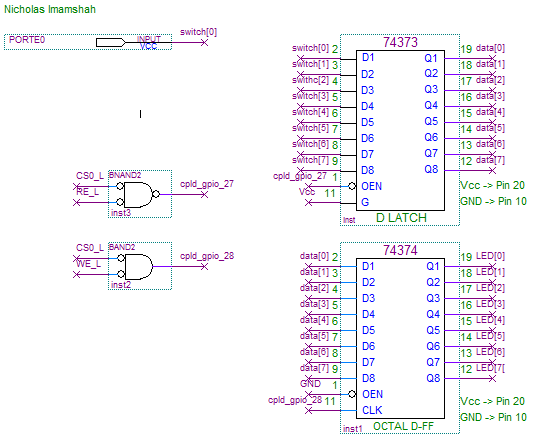 Nicholas Imamshah
PORTE0 INPUT VCC switch[0]
74373
switch[0] 2 D1 Q1 19 data[0]
switch[1] 3 D2 Q2 18 data[1]
swithc[2] 4 D3 Q3 17 data[2]
switch[3] 5 D4 Q4 16 data[3]
switch[4] 6 D5 Q5 15 data[4]
switch[5] 7 D6 Q6 14 data[5]
switch[6] 8 D7 Q7 13 data[6]
switch[7] 9 D8 Q8 12 data[7]
cpld_gpio_27 1 OEN Vcc -> Pin 20
Vcc 11 G GND -> Pin 10
inst D LATCH
CS0_L BNAND2
RE_L cpld_gpio_27
inst3
CS0_L BAND2
WE_L cpld_gpio_28
inst2
74374
data[0] 2 D1 Q1 19 LED[0]
data[1] 3 D2 Q2 18 LED[1]
data[2] 4 D3 Q3 17 LED[2]
data[3] 5 D4 Q4 16 LED[3]
data[4] 6 D5 Q5 15 LED[4]
data[5] 7 D6 Q6 14 LED[5]
data[6] 8 D7 Q7 13 LED[6]
data[7] 9 D8 Q8 12 LED[7[
GND 1 OEN Vcc -> Pin 20
cpld_gpio_28 11 CLK GND -> Pin 10
inst1 OCTAL D-FF